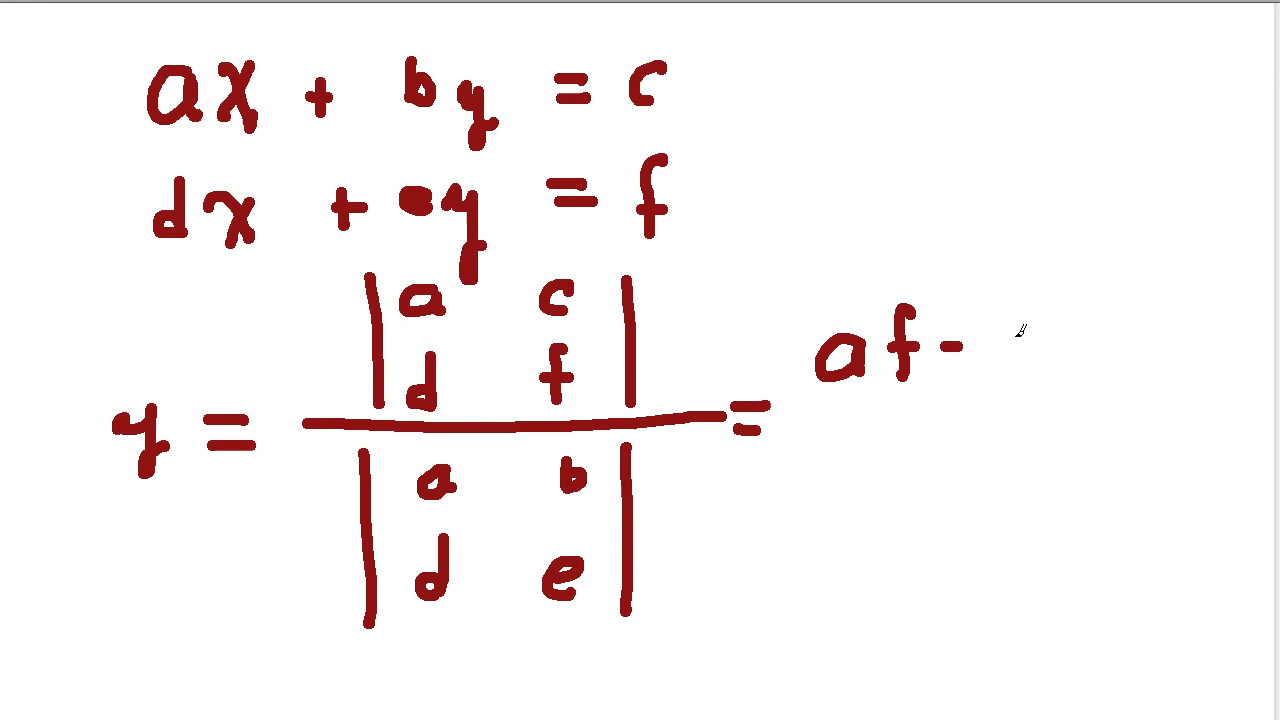 ax + by = c
dx + ey = f
| a c |
| d f |
af -
y = =
| a b |
| d e |